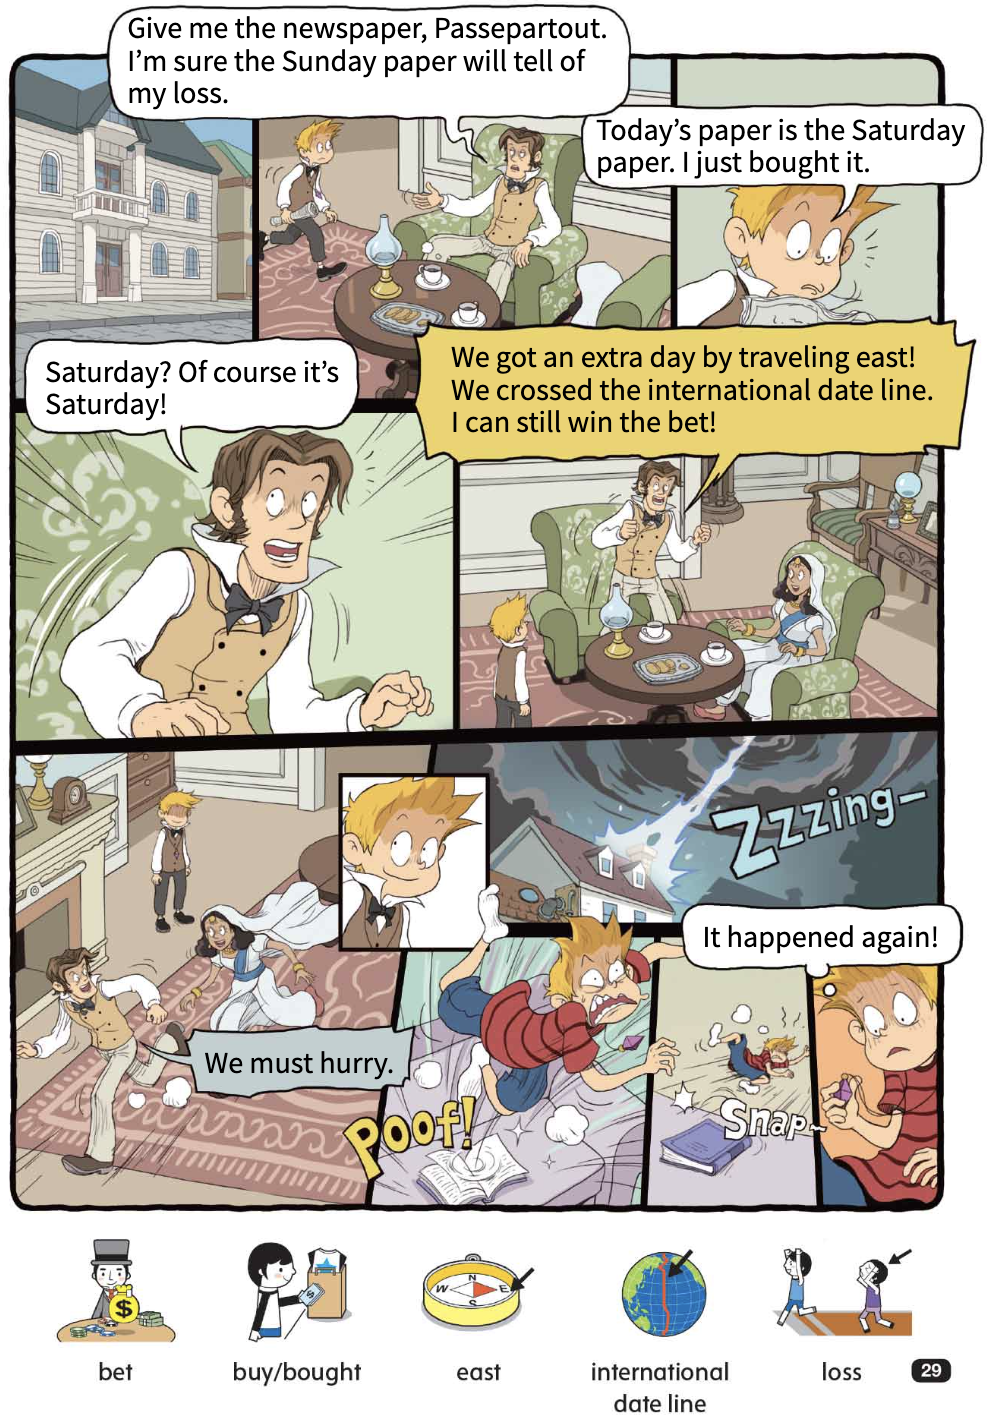 Give me the newspaper, Passepartout.
I'm sure the Sunday paper will tell of
my loss.
Today's paper is the Saturday
paper. I just bought it.
Saturday? Of course it's
Saturday!
We got an extra day by traveling east!
We crossed the international date line.
I can still win the bet!
Zzzzing–
We must hurry.
Poof!
Snap~
It happened again!
$
$
N
W E
S
bet
buy/bought
east
international
date line
loss
29